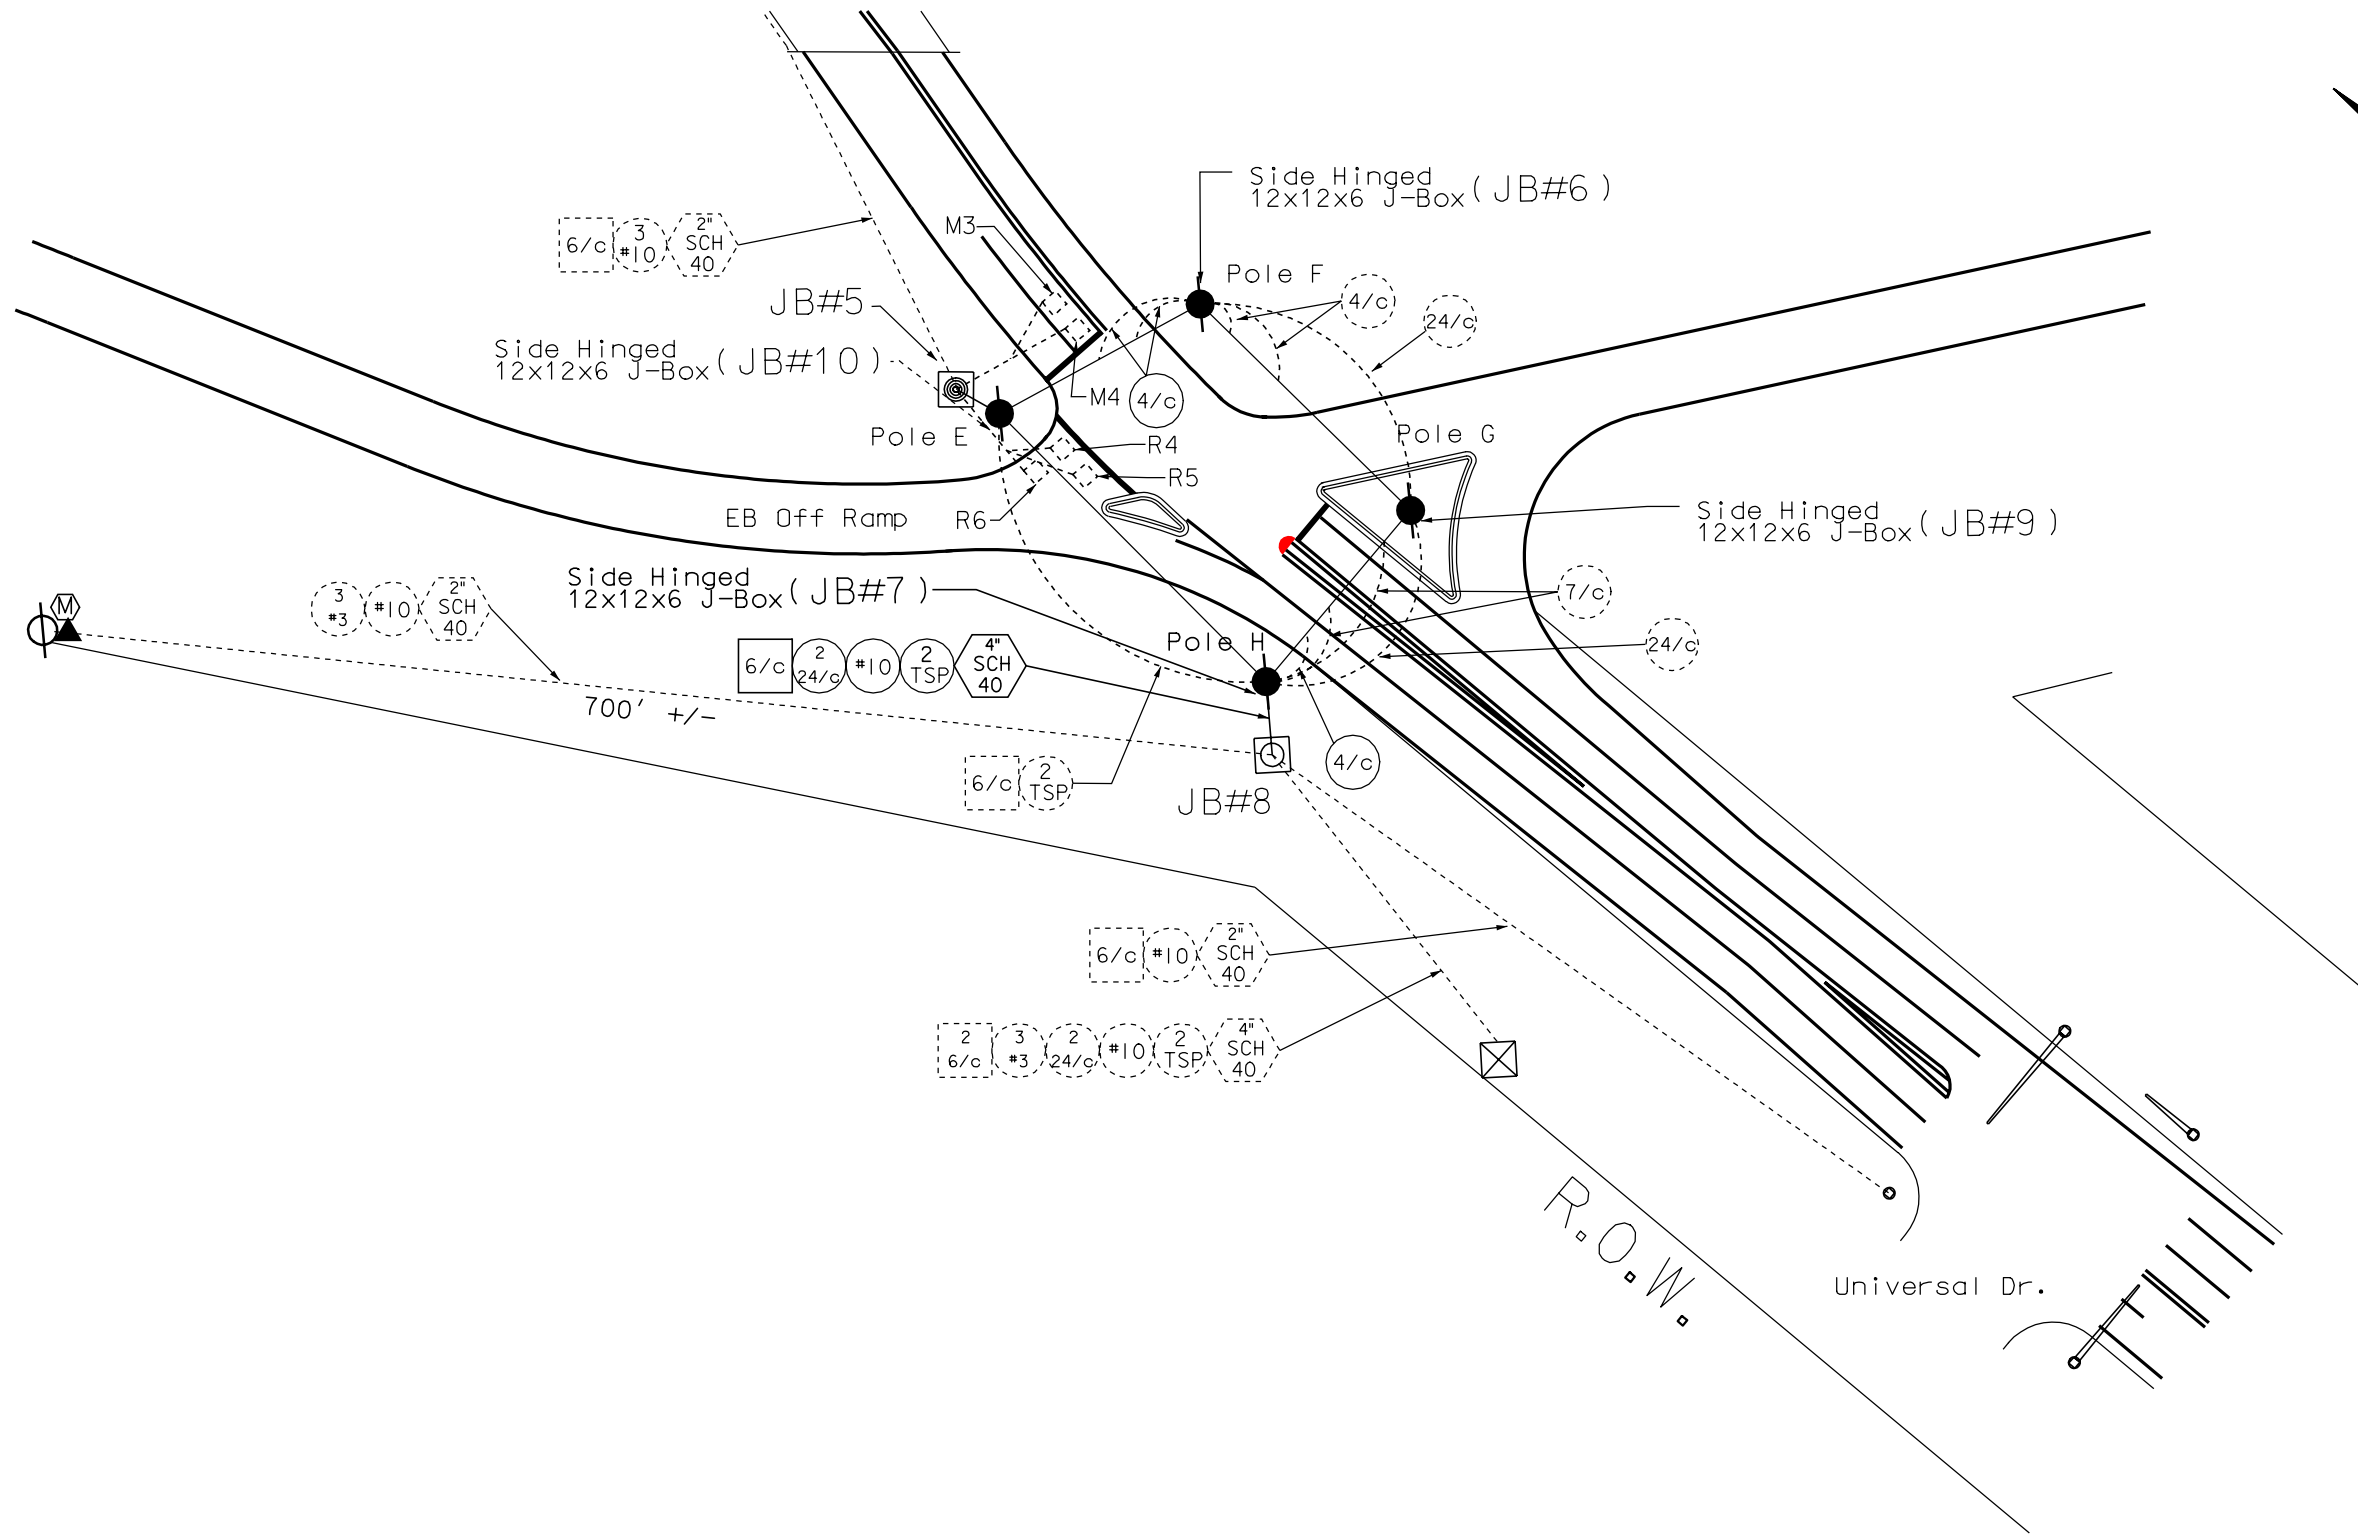 Side Hinged
12x12x6 J-Box (JB#6)
6/c
3
#10
2"
SCH
40
M3
Pole F
4/c
24/c
JB#5
Side Hinged
12x12x6 J-Box (JB#10)
M4
4/c
Pole E
R4
R5
R6
EB Off Ramp
Pole G
Side Hinged
12x12x6 J-Box (JB#9)
3
#3
#10
2"
SCH
40
M
Side Hinged
12x12x6 J-Box (JB#7)
7/c
Pole H
6/c
2
24/c
#10
2
TSP
4"
SCH
40
24/c
700' +/-
6/c
2
TSP
4/c
JB#8
6/c
#10
2"
SCH
40
2
6/c
3
#3
2
24/c
#10
2
TSP
4"
SCH
40
R.O.W.
Universal Dr.